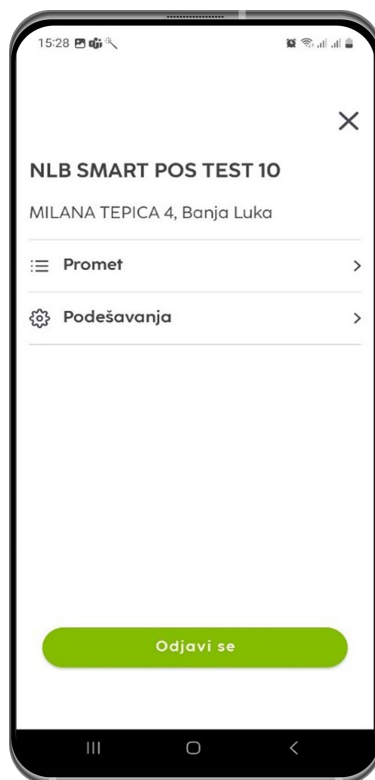 15:28
NLB SMART POS TEST 10
MILANA TEPICA 4, Banja Luka
Promet
Podešavanja
Odjavi se